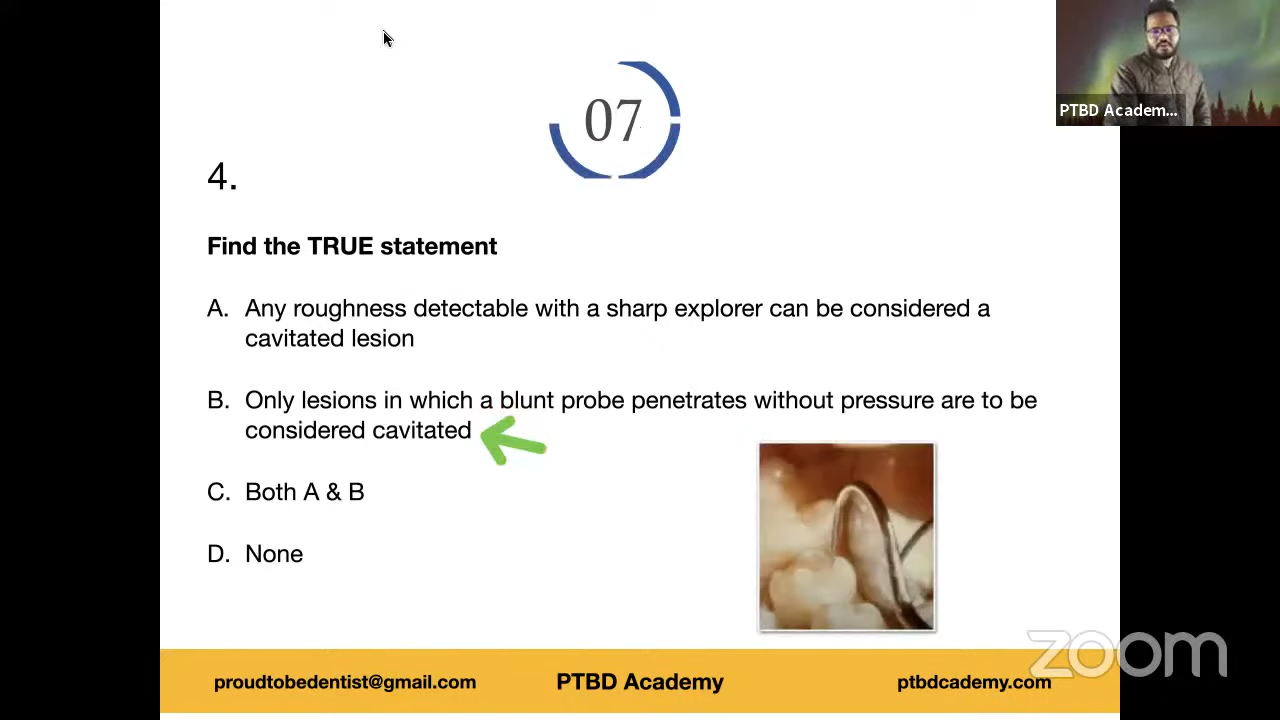 PTBD Academ...
07
4.
Find the TRUE statement
A. Any roughness detectable with a sharp explorer can be considered a
cavitated lesion
B. Only lesions in which a blunt probe penetrates without pressure are to be
considered cavitated
C. Both A & B
D. None
zoom
proudtobedentist@gmail.com PTBD Academy ptbdcademy.com